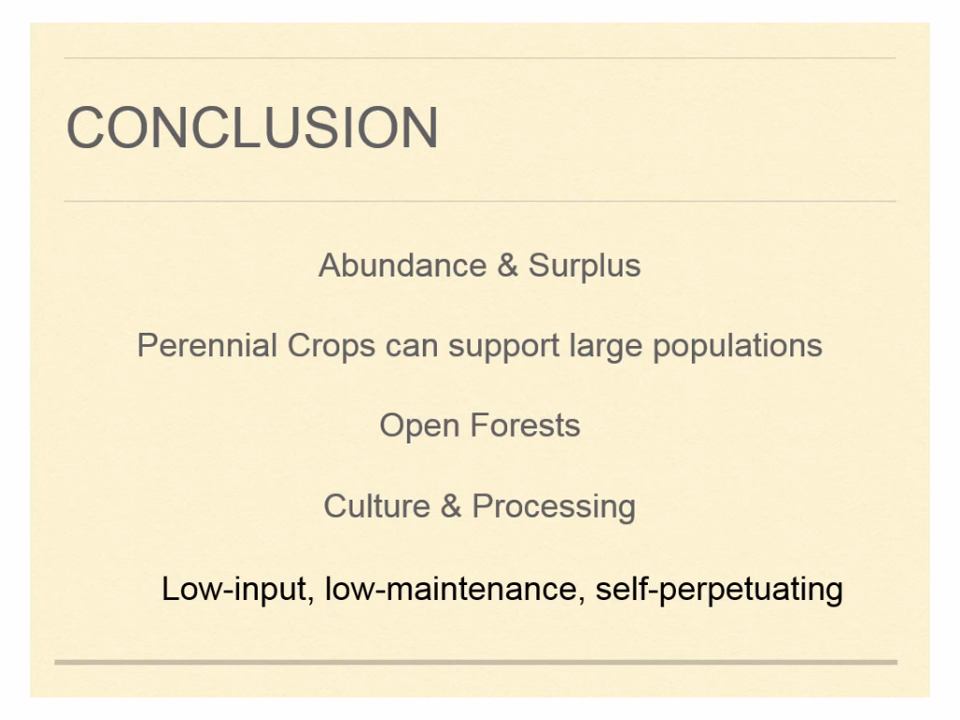 CONCLUSION
Abundance & Surplus
Perennial Crops can support large populations
Open Forests
Culture & Processing
Low-input, low-maintenance, self-perpetuating